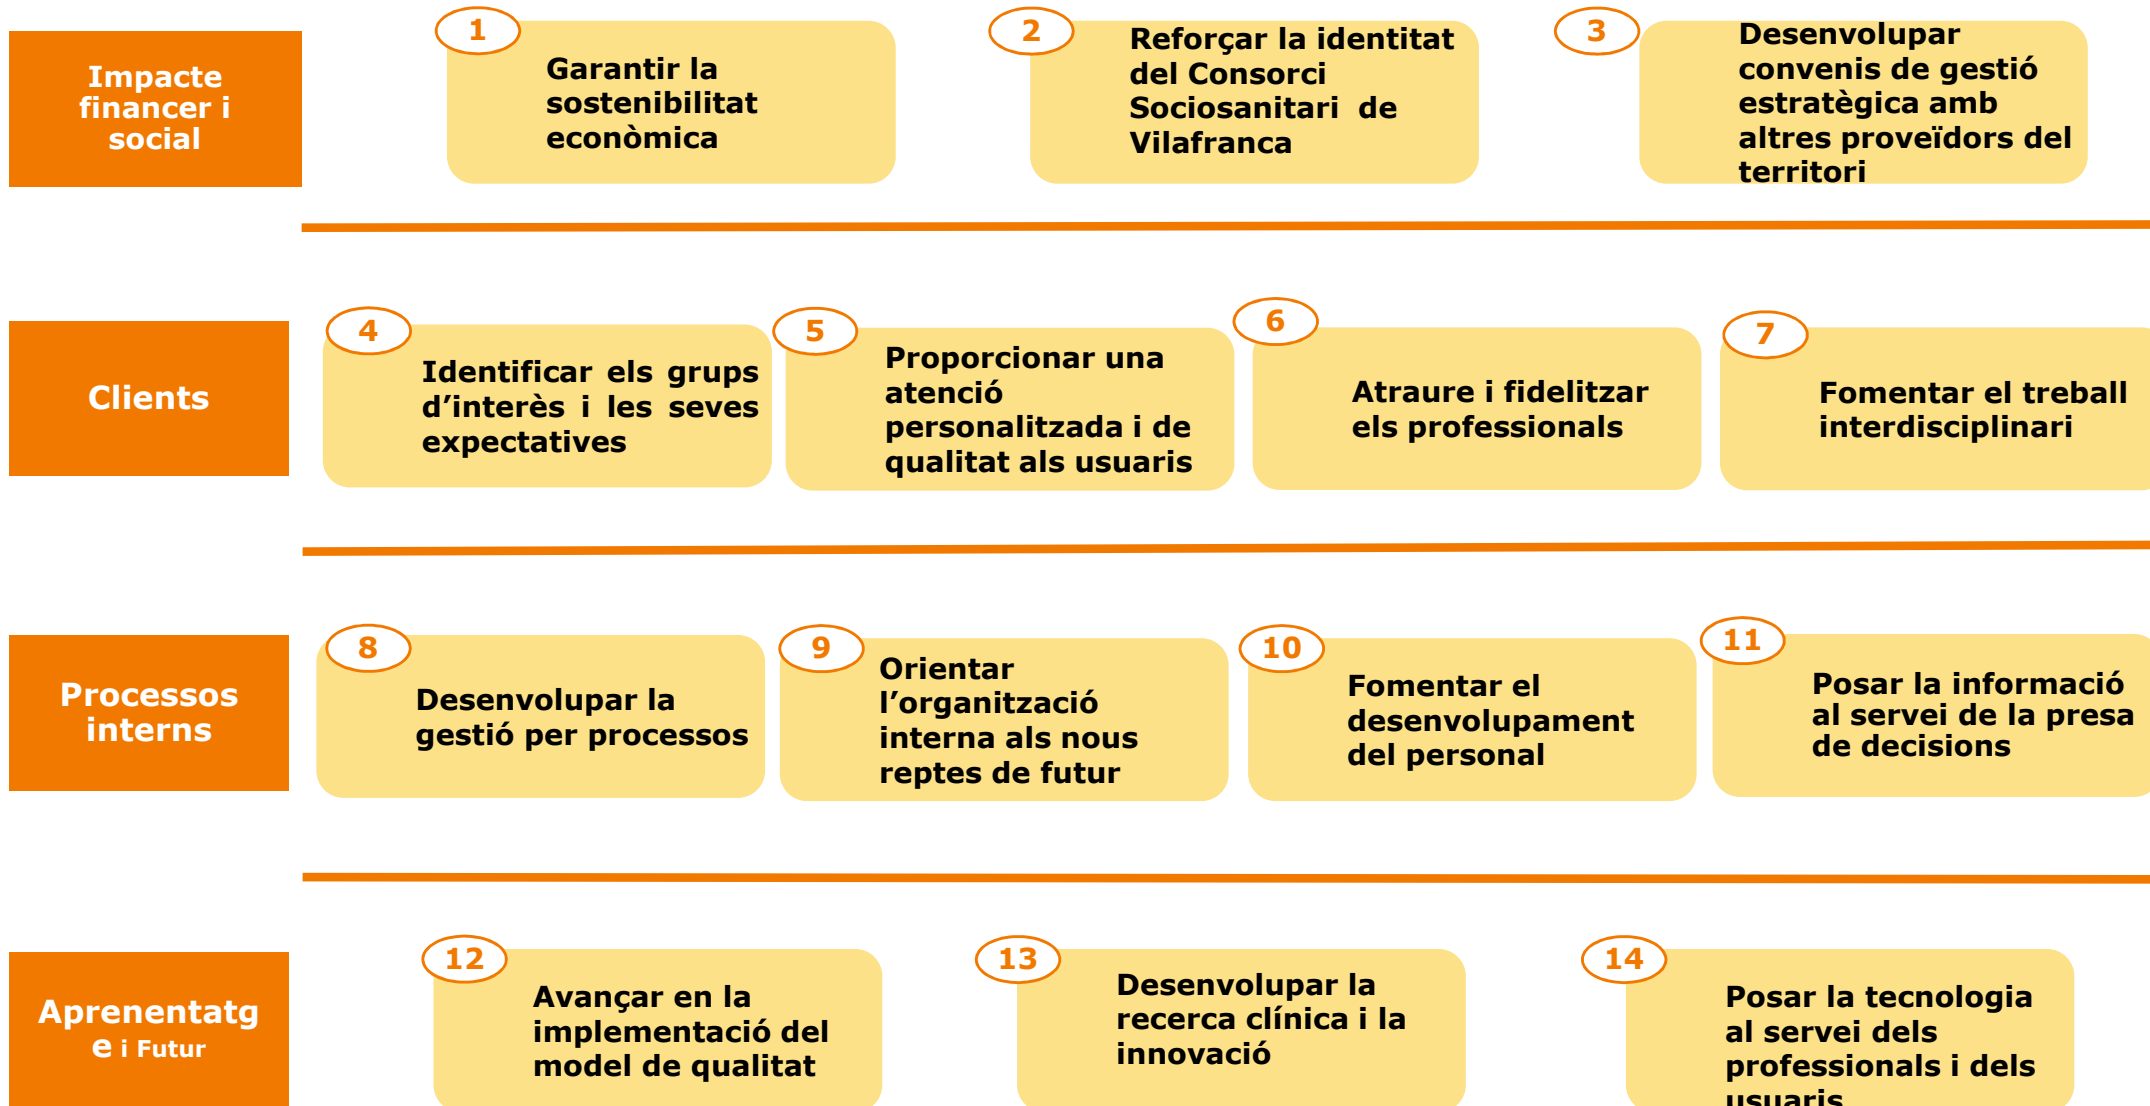 Impacte
financer i
social
1
Garantir la
sostenibilitat
econòmica
2
Reforçar la identitat
del Consorci
Sociosanitari de
Vilafranca
3
Desenvolupar
convenis de gestió
estratègica amb
altres proveïdors del
territori
Clients
4
Identificar els grups
d’interès i les seves
expectatives
5
Proporcionar una
atenció
personalitzada i de
qualitat als usuaris
6
Atraure i fidelitzar
els professionals
7
Fomentar el treball
interdisciplinari
Processos
interns
8
Desenvolupar la
gestió per processos
9
Orientar
l’organització
interna als nous
reptes de futur
10
Fomentar el
desenvolupament
del personal
11
Posar la informació
al servei de la presa
de decisions
Aprenentatg
e i Futur
12
Avançar en la
implementació del
model de qualitat
13
Desenvolupar la
recerca clínica i la
innovació
14
Posar la tecnologia
al servei dels
professionals i dels
usuaris